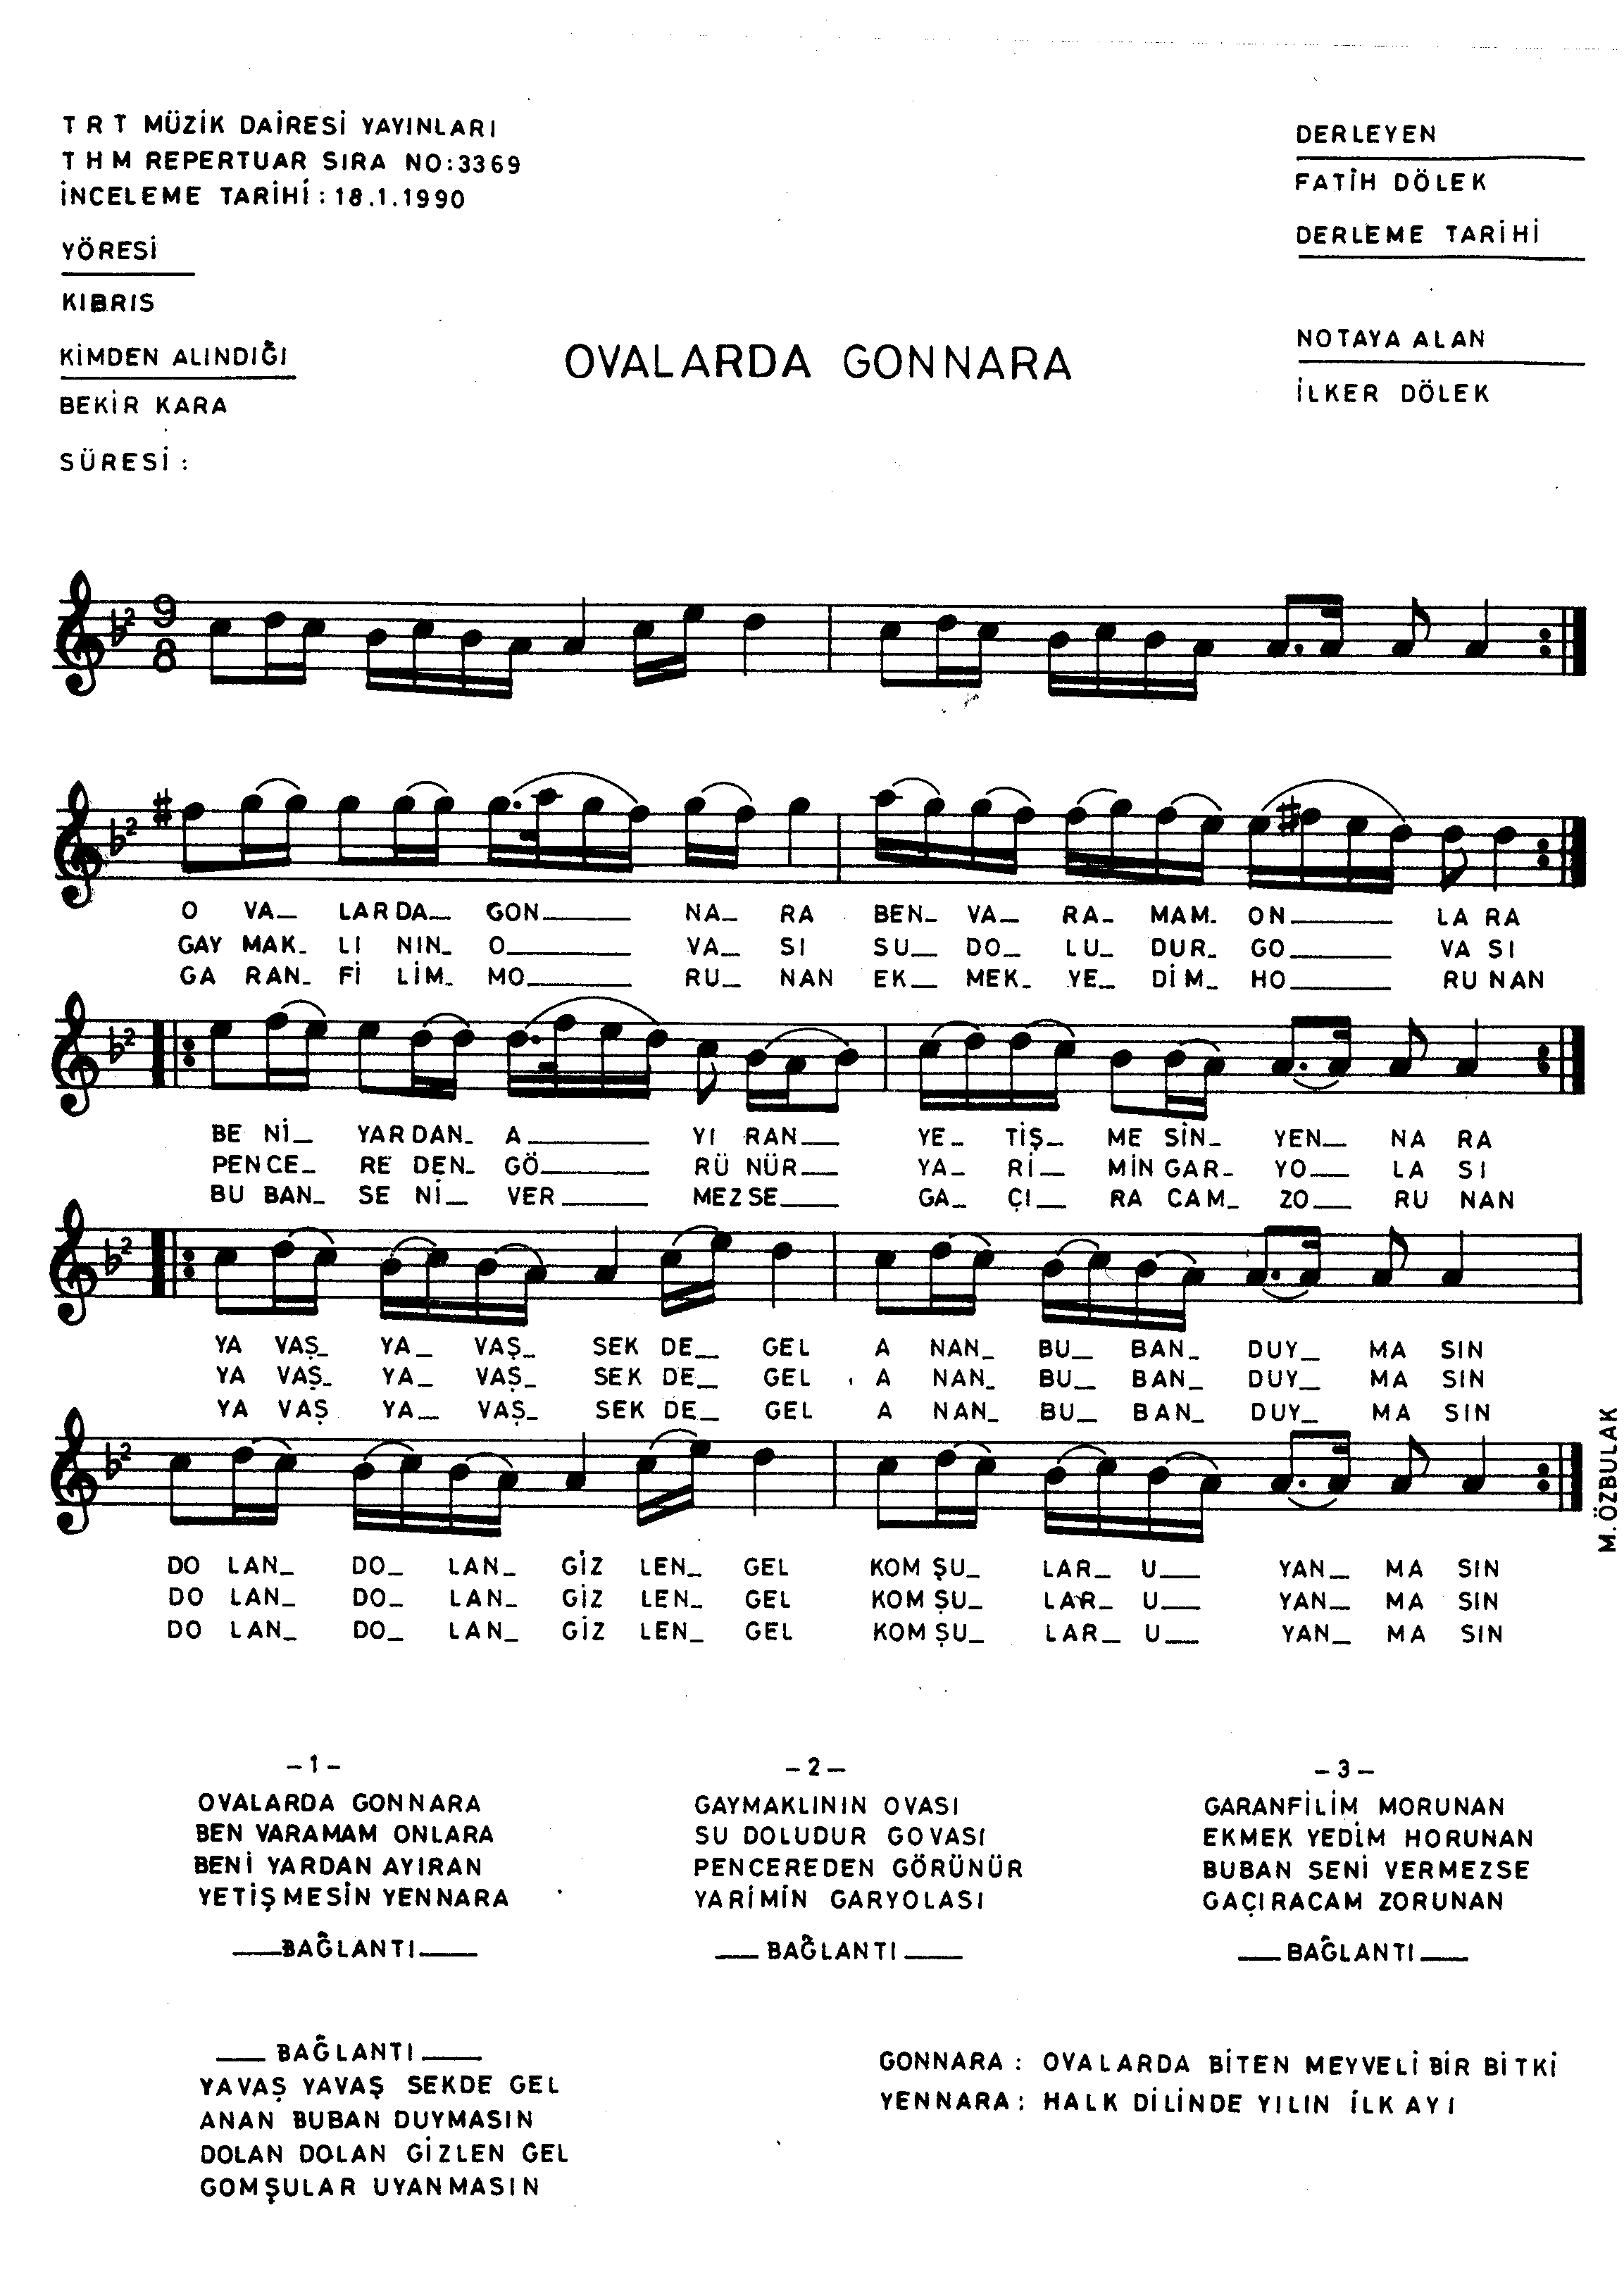 T R T MÜZİK DAİRESİ YAYINLARI
T H M REPERTUAR SIRA NO:3369
İNCELEME TARİHİ: 18.1.1990
YÖRESİ
KIBRIS
KİMDEN ALINDIĞI
BEKİR KARA
SÜRESİ :
OVALARDA GONNARA
DERLEYEN
FATİH DÖLEK
DERLEME TARİHİ
NOTAYA ALAN
İLKER DÖLEK
9
8
O VA_ LAR DA_ GON___ NA_ RA BEN_ VA_ RA_ MAM_ ON___ LA RA
GAY MAK_ LI NIN_ O___ VA_ SI SU_ DO_ LU_ DUR_ GO___ VA SI
GA RAN_ Fİ LİM_ MO___ RU_ NAN EK_ MEK_ YE_ DİM_ HO___ RU NAN
BE Nİ_ YAR DAN_ A___ YI RAN_ YE_ TİŞ_ ME SİN_ YEN_ NA RA
PEN CE_ RE DEN_ GÖ___ RÜ NÜR_ YA_ Rİ_ MİN GAR_ YO_ LA SI
BU BAN_ SE Nİ_ VER___ MEZ SE_ GA_ ÇI_ RA CAM_ ZO_ RU NAN
YA VAŞ_ YA_ VAŞ_ SEK DE_ GEL A NAN_ BU_ BAN_ DUY_ MA SIN
YA VAŞ_ YA_ VAŞ_ SEK DE_ GEL A NAN_ BU_ BAN_ DUY_ MA SIN
YA VAŞ YA_ VAŞ_ SEK DE_ GEL A NAN_ BU_ BAN_ DUY_ MA SIN
DO LAN_ DO_ LAN_ GİZ LEN_ GEL KOM ŞU_ LAR_ U_ YAN_ MA SIN
DO LAN_ DO_ LAN_ GİZ LEN_ GEL KOM ŞU_ LAR_ U_ YAN_ MA SIN
DO LAN_ DO_ LAN_ GİZ LEN_ GEL KOM ŞU_ LAR_ U_ YAN_ MA SIN
M. ÖZBULAK
– 1 –
OVALARDA GONNARA
BEN VARAMAM ONLARA
BENİ YARDAN AYIRAN
YETİŞMESİN YENNARA
___BAĞLANTI___
– 2 –
GAYMAKLININ OVASI
SU DOLUDUR GOVASI
PENCEREDEN GÖRÜNÜR
YARİMİN GARYOLASI
___BAĞLANTI___
– 3 –
GARANFİLİM MORUNAN
EKMEK YEDİM HORUNAN
BUBAN SENİ VERMEZSE
GAÇIRACAM ZORUNAN
___BAĞLANTI___
___BAĞLANTI___
YAVAŞ YAVAŞ SEKDE GEL
ANAN BUBAN DUYMASIN
DOLAN DOLAN GİZLEN GEL
GOMŞULAR UYANMASIN
GONNARA : OVALARDA BİTEN MEYVELİ BİR BİTKİ
YENNARA : HALK DİLİNDE YILIN İLK AYI